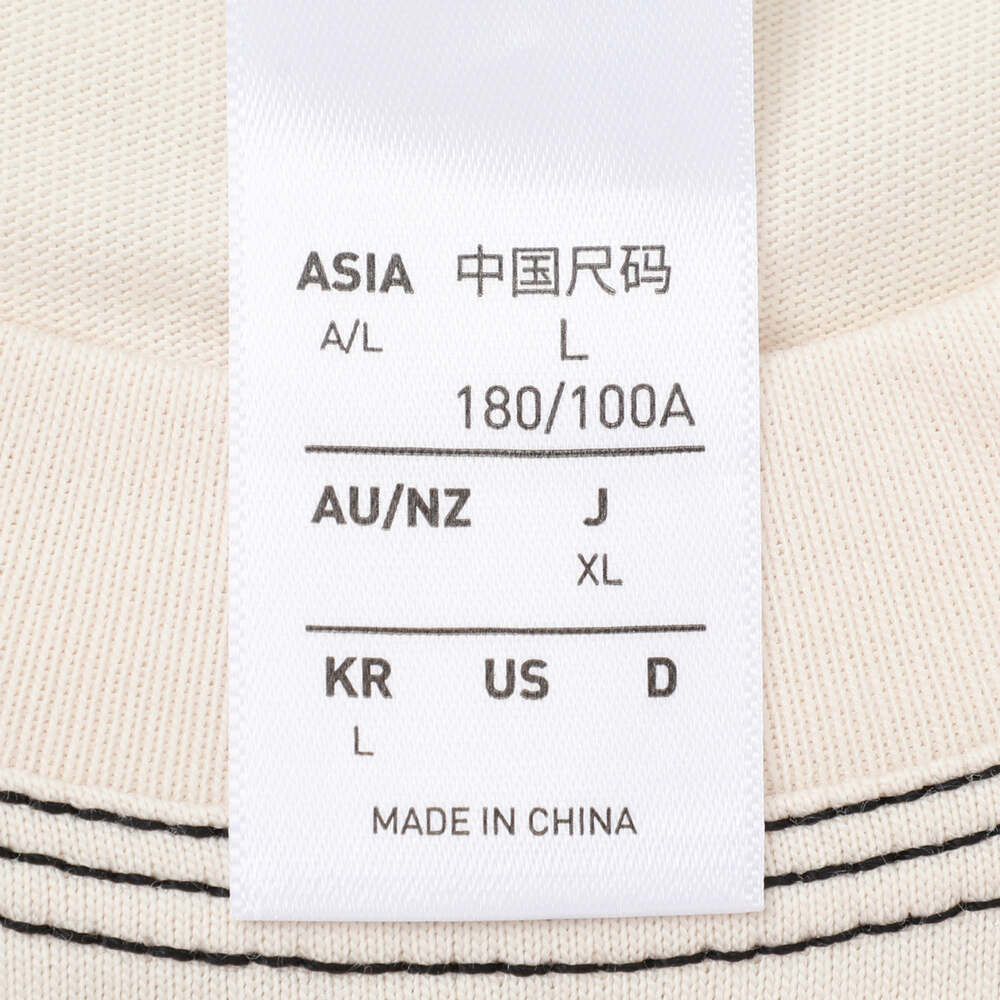 ASIA 中国尺码
A/L L
180/100A
AU/NZ J
XL
KR US D
L
MADE IN CHINA